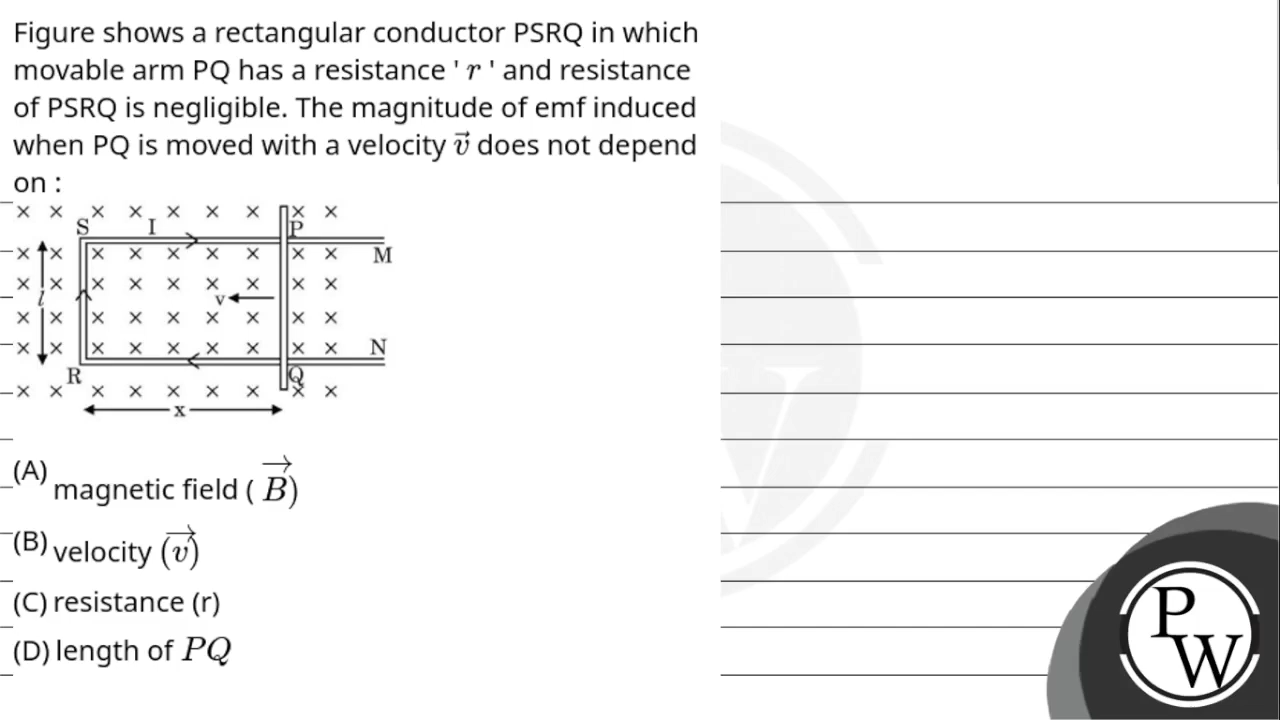 Figure shows a rectangular conductor PSRQ in which
movable arm PQ has a resistance ' r ' and resistance
of PSRQ is negligible. The magnitude of emf induced
when PQ is moved with a velocity v⃗ does not depend
on :
S I P
M
l
v
N
R Q
x
(A) magnetic field ( B⃗)
(B) velocity (v⃗)
(C) resistance (r)
(D) length of PQ
P
W